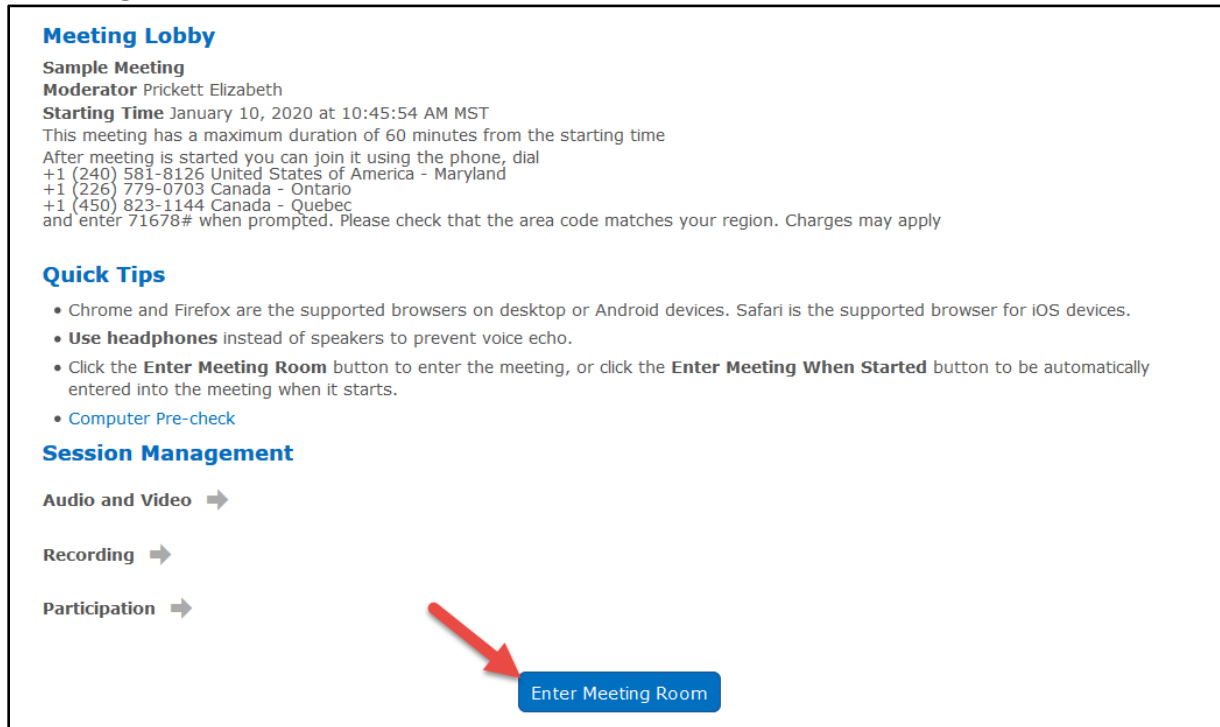 Meeting Lobby
Sample Meeting
Moderator Prickett Elizabeth
Starting Time January 10, 2020 at 10:45:54 AM MST
This meeting has a maximum duration of 60 minutes from the starting time
After meeting is started you can join it using the phone, dial
+1 (240) 581-8126 United States of America - Maryland
+1 (226) 779-0703 Canada - Ontario
+1 (450) 823-1144 Canada - Quebec
and enter 71678# when prompted. Please check that the area code matches your region. Charges may apply
Quick Tips
• Chrome and Firefox are the supported browsers on desktop or Android devices. Safari is the supported browser for iOS devices.
• Use headphones instead of speakers to prevent voice echo.
• Click the Enter Meeting Room button to enter the meeting, or click the Enter Meeting When Started button to be automatically
entered into the meeting when it starts.
• Computer Pre-check
Session Management
Audio and Video
Recording
Participation
Enter Meeting Room